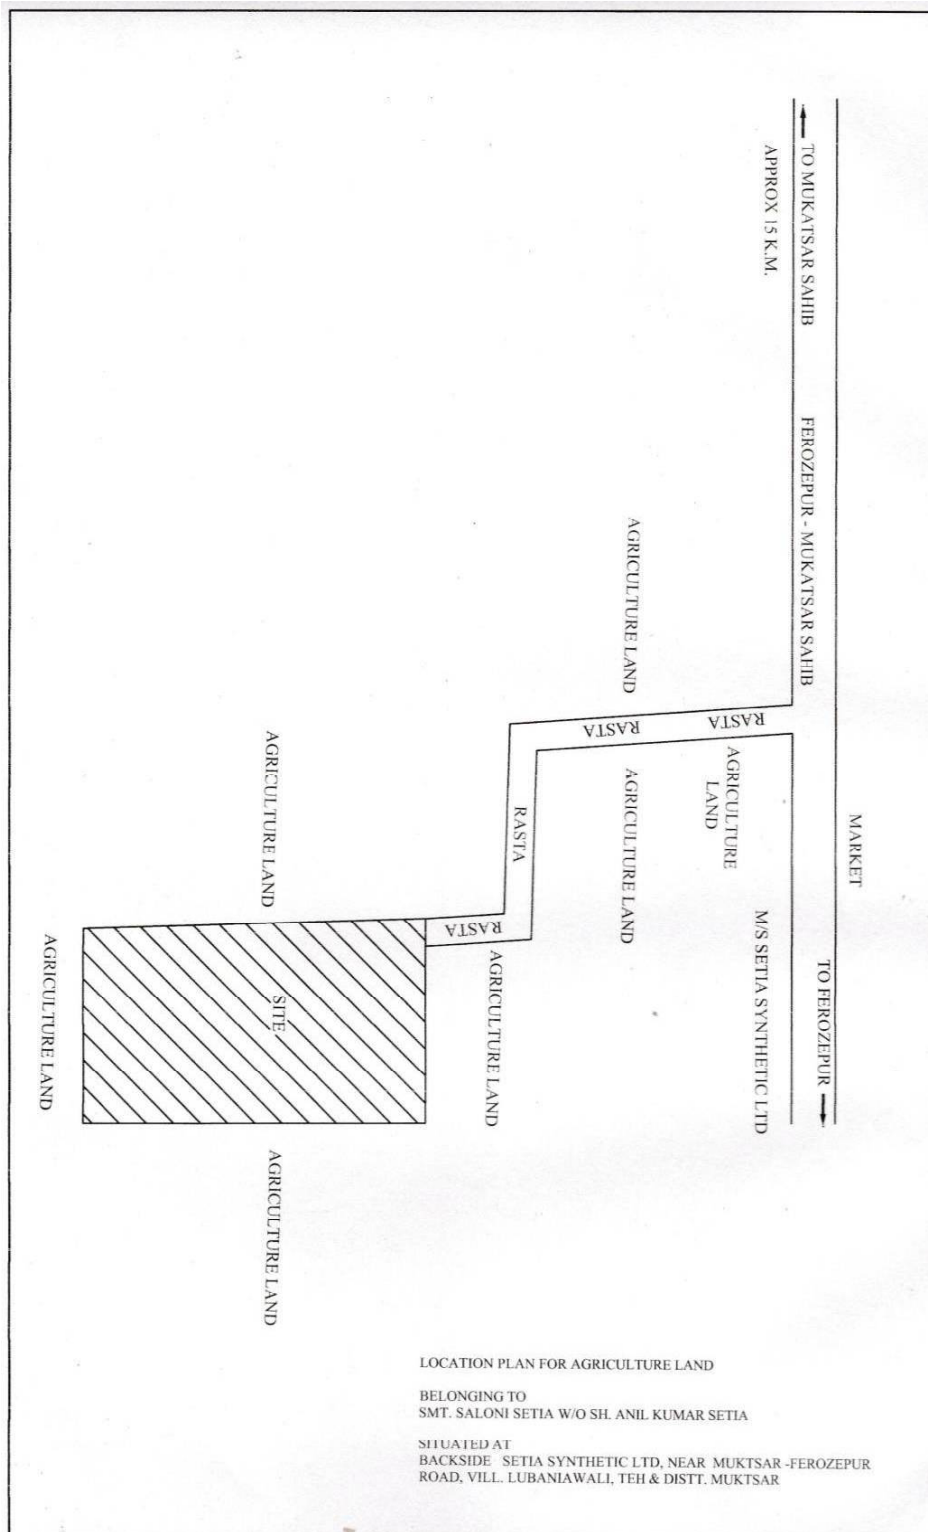 TO MUKATSAR SAHIB
APPROX 15 K.M.
FEROZEPUR - MUKATSAR SAHIB
AGRICULTURE LAND
RASTA
RASTA
AGRICULTURE
LAND
AGRICULTURE LAND
MARKET
RASTA
AGRICULTURE LAND
M/S SETIA SYNTHETIC LTD
TO FEROZEPUR
RASTA
AGRICULTURE LAND
AGRICULTURE LAND
SITE
AGRICULTURE LAND
LOCATION PLAN FOR AGRICULTURE LAND
BELONGING TO
SMT. SALONI SETIA W/O SH. ANIL KUMAR SETIA
SITUATED AT
BACKSIDE SETIA SYNTHETIC LTD, NEAR MUKTSAR -FEROZEPUR
ROAD, VILL. LUBANIAWALI, TEH & DISTT. MUKTSAR